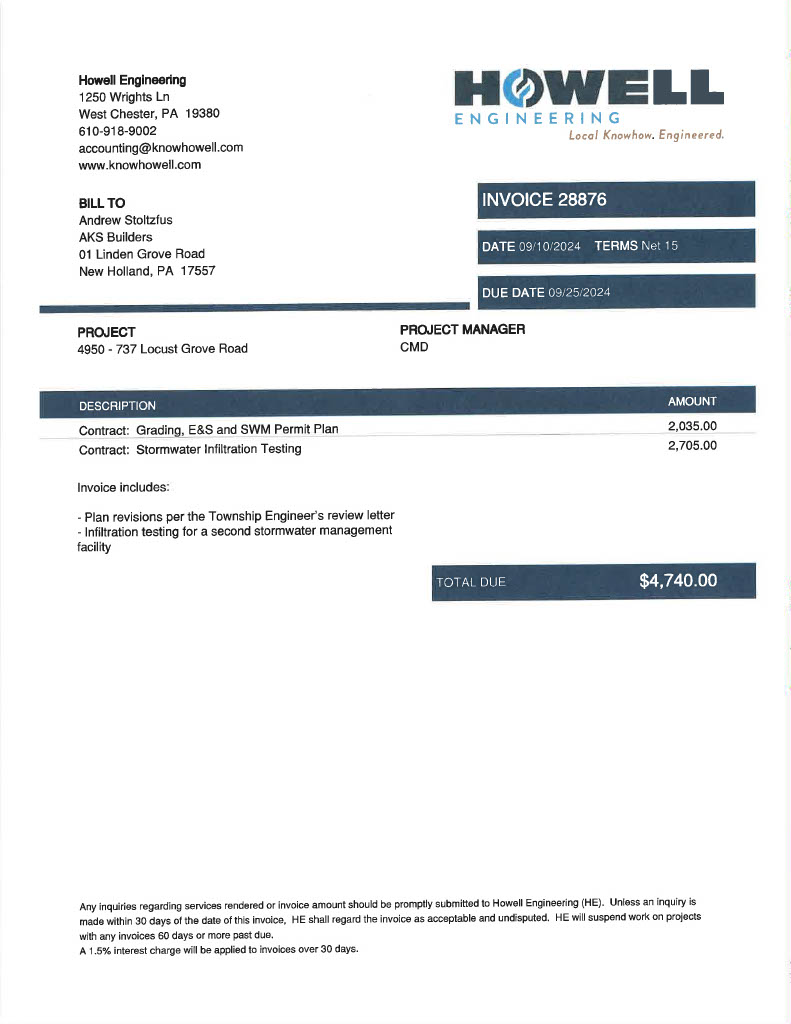 Howell Engineering
1250 Wrights Ln
West Chester, PA 19380
610-918-9002
accounting@knowhowell.com
www.knowhowell.com
HOWELL
ENGINEERING
Local Knowhow. Engineered.
BILL TO
Andrew Stoltzfus
AKS Builders
01 Linden Grove Road
New Holland, PA 17557
INVOICE 28876
DATE 09/10/2024 TERMS Net 15
DUE DATE 09/25/2024
PROJECT
4950 - 737 Locust Grove Road
PROJECT MANAGER
CMD
DESCRIPTION AMOUNT
Contract: Grading, E&S and SWM Permit Plan 2,035.00
Contract: Stormwater Infiltration Testing 2,705.00
Invoice includes:
- Plan revisions per the Township Engineer's review letter
- Infiltration testing for a second stormwater management
facility
TOTAL DUE $4,740.00
Any inquiries regarding services rendered or invoice amount should be promptly submitted to Howell Engineering (HE). Unless an inquiry is
made within 30 days of the date of this invoice, HE shall regard the invoice as acceptable and undisputed. HE will suspend work on projects
with any invoices 60 days or more past due.
A 1.5% interest charge will be applied to invoices over 30 days.